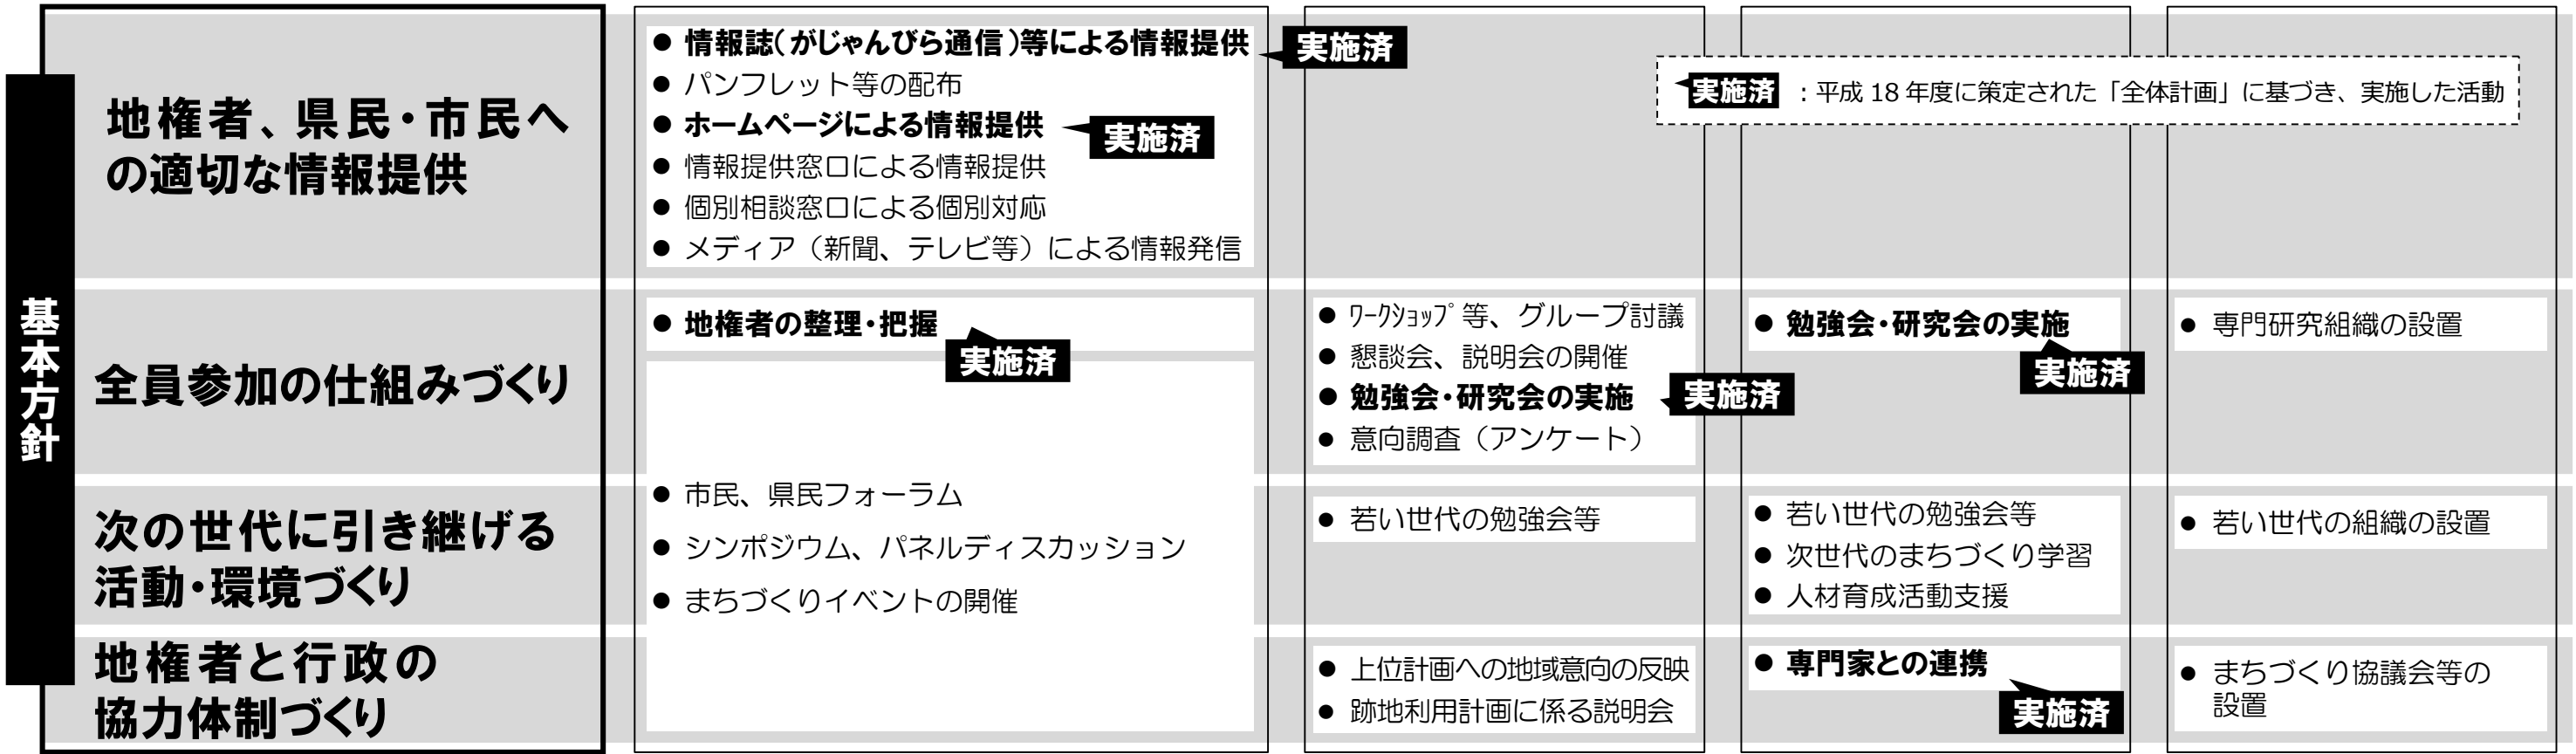 基本方針
地権者、県民・市民へ
の適切な情報提供
● 情報誌(がじゃんびら通信)等による情報提供
実施済
● パンフレット等の配布
● ホームページによる情報提供
実施済
● 情報提供窓口による情報提供
● 個別相談窓口による個別対応
● メディア（新聞、テレビ等）による情報発信
実施済 ：平成 18 年度に策定された「全体計画」に基づき、実施した活動
全員参加の仕組みづくり
● 地権者の整理・把握
実施済
● ﾜｰｸｼｮｯﾌﾟ 等、グループ討議
● 懇談会、説明会の開催
● 勉強会・研究会の実施
実施済
● 意向調査（アンケート）
● 勉強会・研究会の実施
実施済
● 専門研究組織の設置
次の世代に引き継げる
活動・環境づくり
● 市民、県民フォーラム
● シンポジウム、パネルディスカッション
● まちづくりイベントの開催
● 若い世代の勉強会等
● 若い世代の勉強会等
● 次世代のまちづくり学習
● 人材育成活動支援
● 若い世代の組織の設置
地権者と行政の
協力体制づくり
● 上位計画への地域意向の反映
● 跡地利用計画に係る説明会
● 専門家との連携
実施済
● まちづくり協議会等の
設置